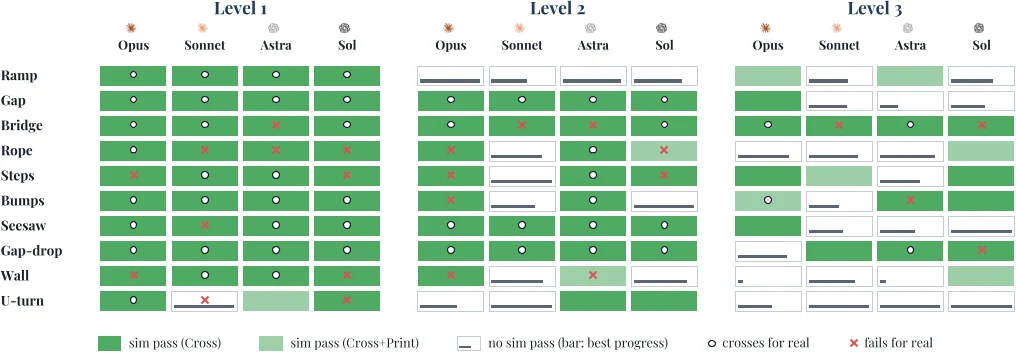 Level 1 Level 2 Level 3
Opus Sonnet Astra Sol Opus Sonnet Astra Sol Opus Sonnet Astra Sol
Ramp
Gap
Bridge
Rope
Steps
Bumps
Seesaw
Gap-drop
Wall
U-turn
sim pass (Cross) sim pass (Cross+Print) no sim pass (bar: best progress) crosses for real fails for real